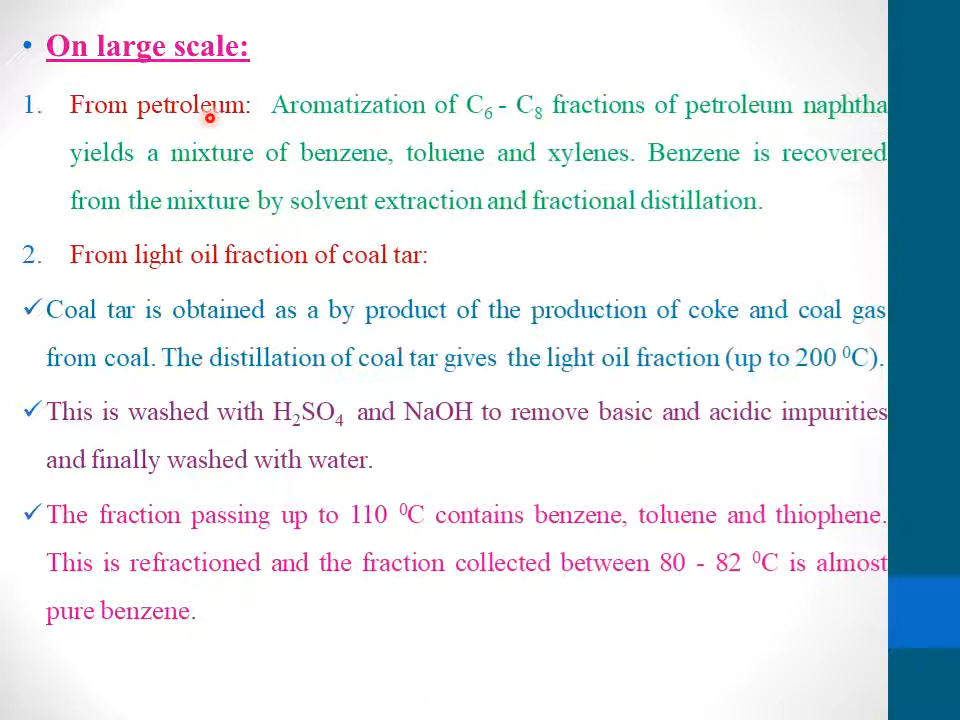 • On large scale:
1. From petroleum: Aromatization of C₆ - C₈ fractions of petroleum naphtha
yields a mixture of benzene, toluene and xylenes. Benzene is recovered
from the mixture by solvent extraction and fractional distillation.
2. From light oil fraction of coal tar:
✓ Coal tar is obtained as a by product of the production of coke and coal gas
from coal. The distillation of coal tar gives the light oil fraction (up to 200 ⁰C).
✓ This is washed with H₂SO₄ and NaOH to remove basic and acidic impurities
and finally washed with water.
✓ The fraction passing up to 110 ⁰C contains benzene, toluene and thiophene.
This is refractioned and the fraction collected between 80 - 82 ⁰C is almost
pure benzene.